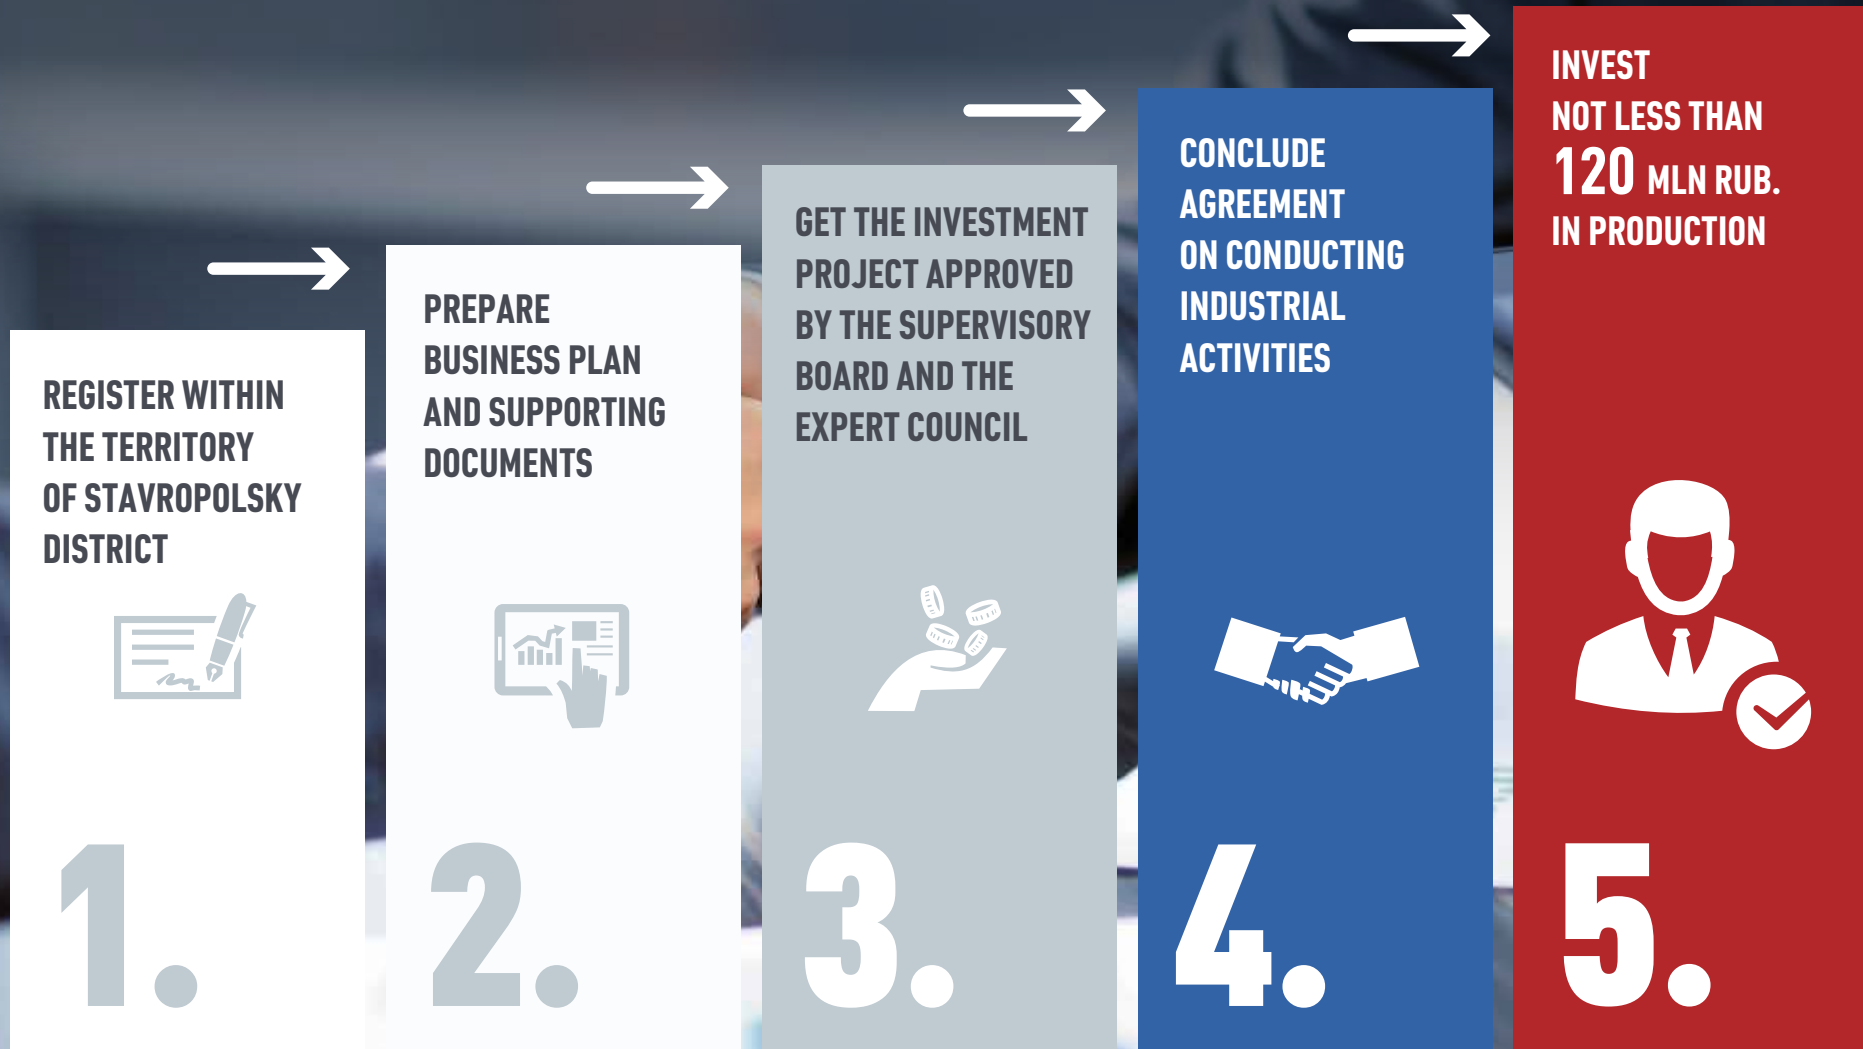 REGISTER WITHIN
THE TERRITORY
OF STAVROPOLSKY
DISTRICT
1.
PREPARE
BUSINESS PLAN
AND SUPPORTING
DOCUMENTS
2.
GET THE INVESTMENT
PROJECT APPROVED
BY THE SUPERVISORY
BOARD AND THE
EXPERT COUNCIL
3.
CONCLUDE
AGREEMENT
ON CONDUCTING
INDUSTRIAL
ACTIVITIES
4.
INVEST
NOT LESS THAN
120 MLN RUB.
IN PRODUCTION
5.